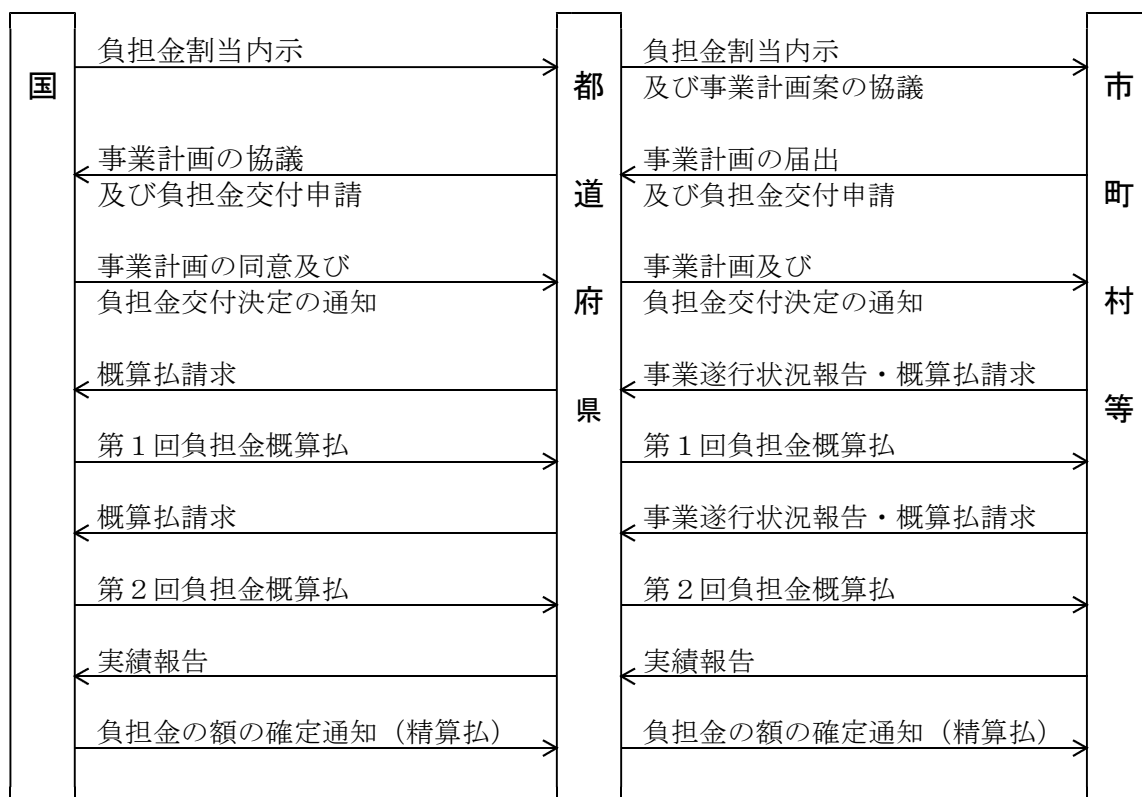 国
都
道
府
県
市
町
村
等
負担金割当内示
負担金割当内示
及び事業計画案の協議
事業計画の協議
及び負担金交付申請
事業計画の届出
及び負担金交付申請
事業計画の同意及び
負担金交付決定の通知
事業計画及び
負担金交付決定の通知
概算払請求
事業遂行状況報告・概算払請求
第1回負担金概算払
第1回負担金概算払
概算払請求
事業遂行状況報告・概算払請求
第2回負担金概算払
第2回負担金概算払
実績報告
実績報告
負担金の額の確定通知（精算払）
負担金の額の確定通知（精算払）